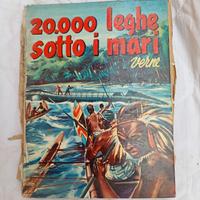 20.000 leghe
sotto i mari
verne